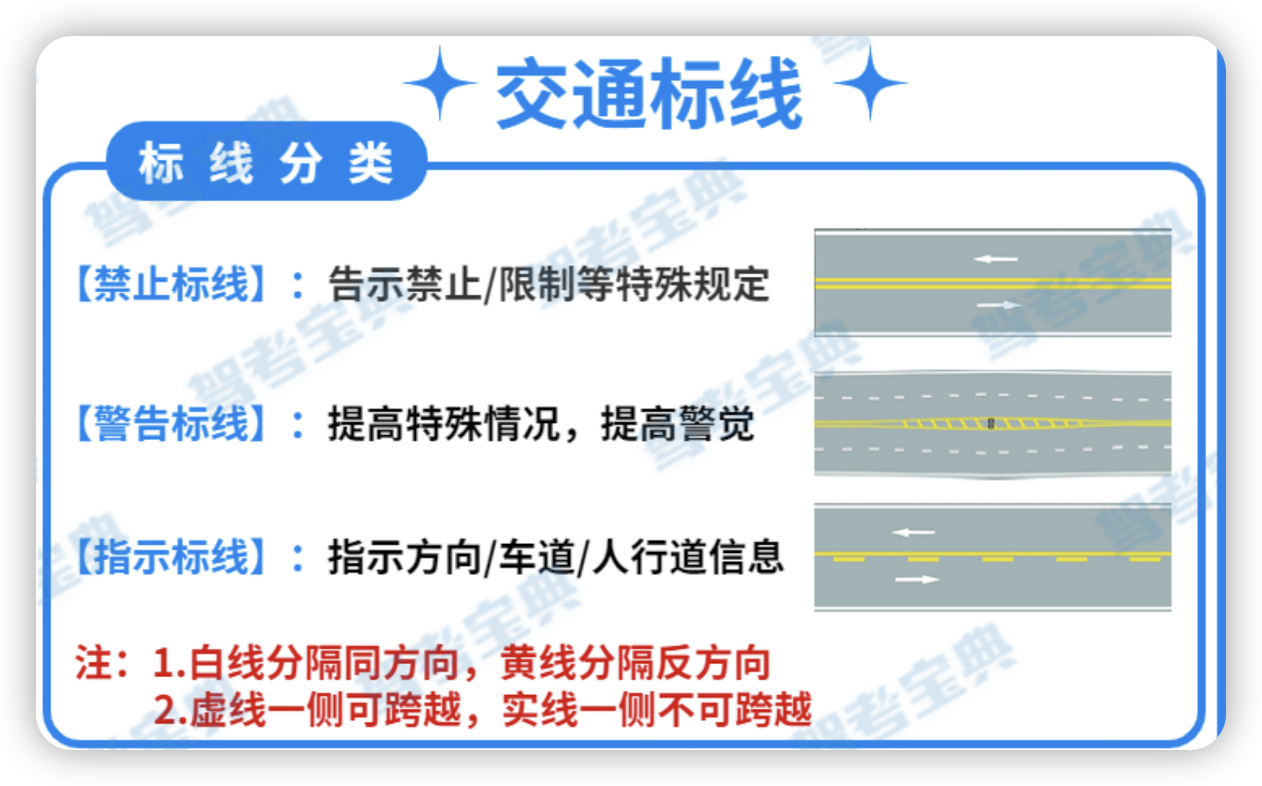 交通标线
标线分类
【禁止标线】：告示禁止/限制等特殊规定
【警告标线】：提高特殊情况，提高警觉
【指示标线】：指示方向/车道/人行道信息
注：1.白线分隔同方向，黄线分隔反方向
2.虚线一侧可跨越，实线一侧不可跨越
驾考宝典